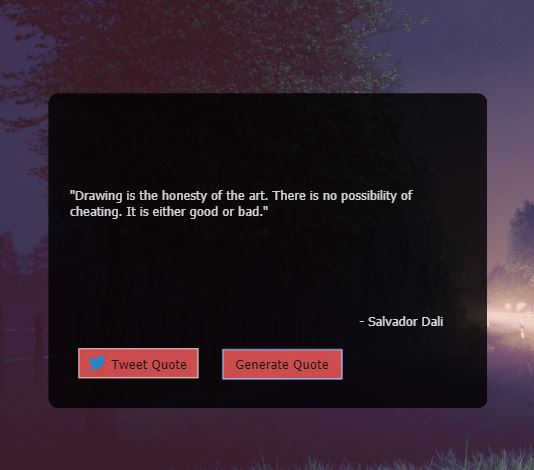 "Drawing is the honesty of the art. There is no possibility of
cheating. It is either good or bad."
- Salvador Dali
Tweet Quote
Generate Quote